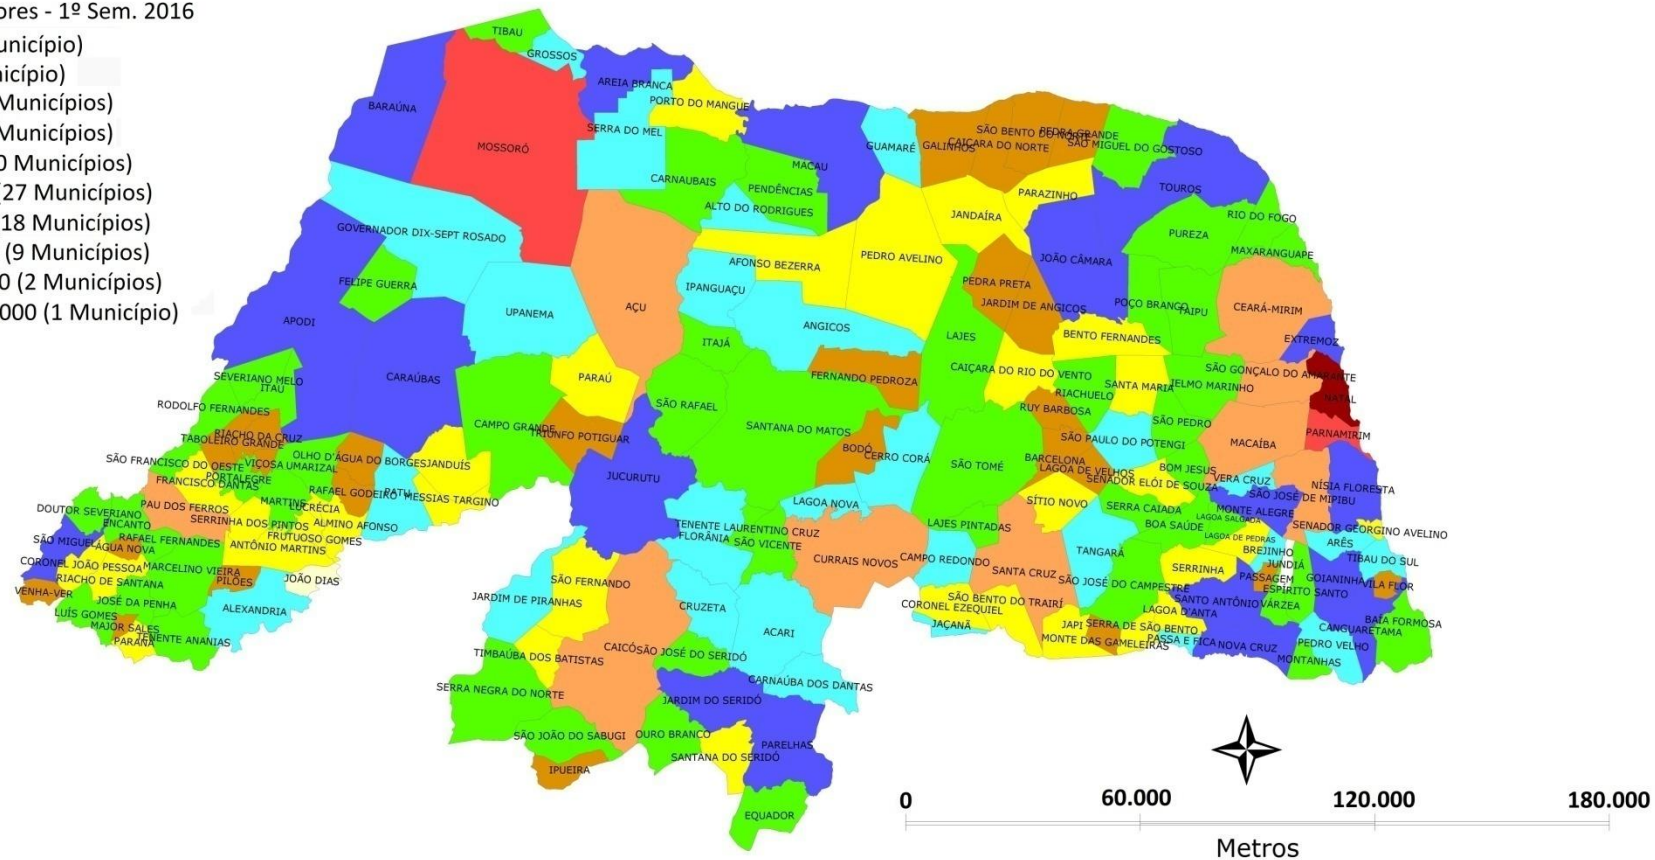 ores - 1º Sem. 2016
unicípio)
nicípio)
Municípios)
Municípios)
0 Municípios)
(27 Municípios)
18 Municípios)
(9 Municípios)
0 (2 Municípios)
000 (1 Município)
TIBAU
GROSSOS
AREIA BRANCA
BARAÚNA
PORTO DO MANGUE
SERRA DO MEL
MOSSORÓ
GUAMARÉ
GALINHOS
SÃO BENTO DO NORTE
CAIÇARA DO NORTE
PEDRA GRANDE
SÃO MIGUEL DO GOSTOSO
MACAU
CARNAUBAIS
PENDÊNCIAS
TOUROS
PARAZINHO
ALTO DO RODRIGUES
JANDAÍRA
RIO DO FOGO
GOVERNADOR DIX-SEPT ROSADO
PUREZA
MAXARANGUAPE
AFONSO BEZERRA
PEDRO AVELINO
JOÃO CÂMARA
FELIPE GUERRA
IPANGUAÇU
PEDRA PRETA
JARDIM DE ANGICOS
POÇO BRANCO
TAIPU
CEARÁ-MIRIM
AÇU
UPANEMA
APODI
ANGICOS
LAJES
BENTO FERNANDES
EXTREMOZ
ITAJÁ
CAIÇARA DO RIO DO VENTO
SÃO GONÇALO DO AMARANTE
SEVERIANO MELO
ITAÚ
CARAÚBAS
PARAÚ
FERNANDO PEDROZA
RIACHUELO
SANTA MARIA
IELMO MARINHO
NATAL
RODOLFO FERNANDES
SÃO RAFAEL
RUY BARBOSA
SÃO PEDRO
CAMPO GRANDE
TRIUNFO POTIGUAR
SANTANA DO MATOS
RIACHO DA CRUZ
TABOLEIRO GRANDE
SÃO PAULO DO POTENGI
MACAÍBA
PARNAMIRIM
BODÓ
CERRO CORÁ
SÃO TOMÉ
BARCELONA
LAGOA DE VELHOS
BOM JESUS
SENADOR ELÓI DE SOUZA
VERA CRUZ
SÃO FRANCISCO DO OESTE
VIÇOSA
UMARIZAL
OLHO D'ÁGUA DO BORGES
JANDUÍS
PORTALEGRE
FRANCISCO DANTAS
RAFAEL GODEIRO
PATU
MESSIAS TARGINO
JUCURUTU
NÍSIA FLORESTA
SÃO JOSÉ DE MIPIBU
LAGOA NOVA
SÍTIO NOVO
SERRA CAIADA
MONTE ALEGRE
PAU DOS FERROS
MARTINS
LUCRÉCIA
DOUTOR SEVERIANO
ENCANTO
SERRINHA DOS PINTOS
ALMINO AFONSO
FRUTUOSO GOMES
TENENTE LAURENTINO CRUZ
FLORÂNIA
SÃO VICENTE
LAJES PINTADAS
BOA SAÚDE
LAGOA SALGADA
LAGOA DE PEDRAS
SENADOR GEORGINO AVELINO
ARÊS
SÃO MIGUEL
ÁGUA NOVA
RAFAEL FERNANDES
ANTÔNIO MARTINS
CURRAIS NOVOS
CAMPO REDONDO
TANGARÁ
BREJINHO
TIBAU DO SUL
CORONEL JOÃO PESSOA
MARCELINO VIEIRA
RIACHO DE SANTANA
PILÕES
JOÃO DIAS
SÃO FERNANDO
SANTA CRUZ
SÃO JOSÉ DO CAMPESTRE
SERRINHA
JUNDIÁ
PASSAGEM
GOIANINHA
VILA FLOR
ESPÍRITO SANTO
VENHA-VER
JOSÉ DA PENHA
ALEXANDRIA
JARDIM DE PIRANHAS
CRUZETA
SÃO BENTO DO TRAIRÍ
CORONEL EZEQUIEL
SANTO ANTÔNIO
VÁRZEA
LAGOA D'ANTA
LUÍS GOMES
MAJOR SALES
TENENTE ANANIAS
PARANÁ
ACARI
JAÇANÃ
JAPI
SERRA DE SÃO BENTO
MONTE DAS GAMELEIRAS
PASSA E FICA
NOVA CRUZ
BAÍA FORMOSA
CANGUARETAMA
PEDRO VELHO
MONTANHAS
CAICÓ
SÃO JOSÉ DO SERIDÓ
TIMBAÚBA DOS BATISTAS
CARNAÚBA DOS DANTAS
SERRA NEGRA DO NORTE
JARDIM DO SERIDÓ
SÃO JOÃO DO SABUGI
OURO BRANCO
PARELHAS
SANTANA DO SERIDÓ
IPUEIRA
EQUADOR
0 60.000 120.000 180.000
Metros